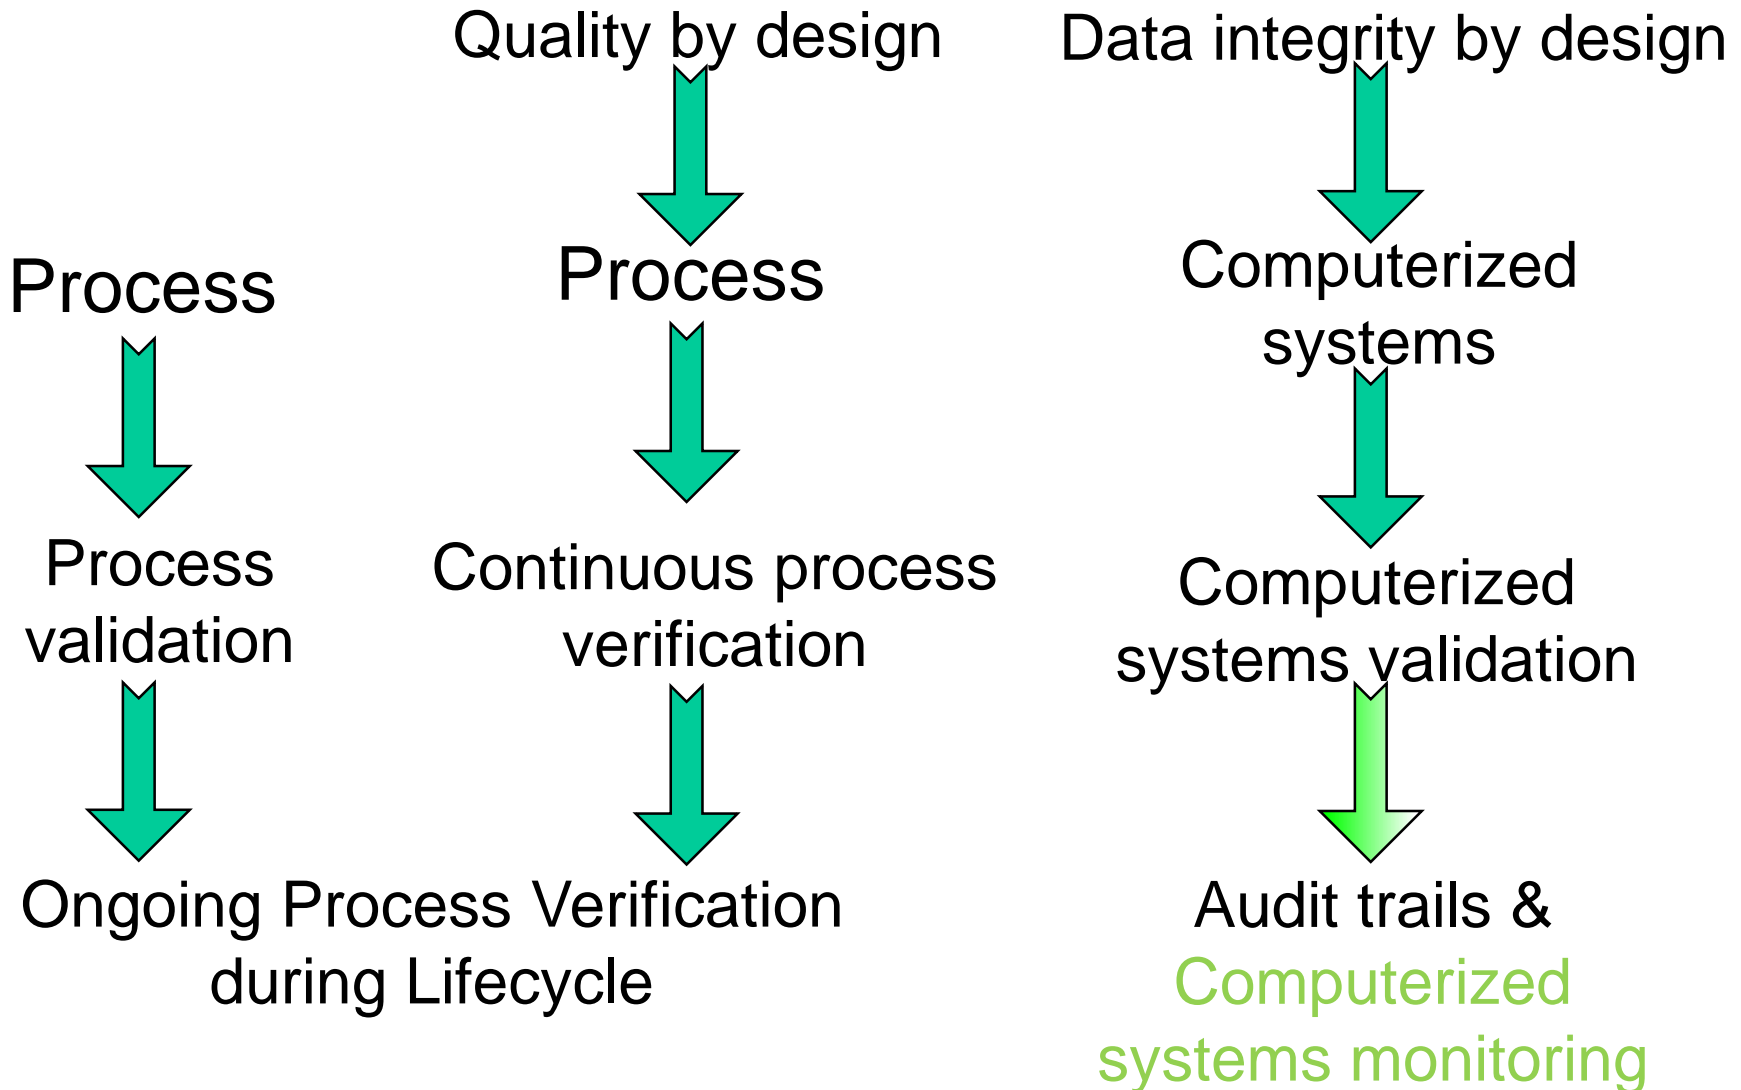 Quality by design
Data integrity by design
Process
Process
Computerized
systems
Process
validation
Continuous process
verification
Computerized
systems validation
Ongoing Process Verification
during Lifecycle
Audit trails &
Computerized
systems monitoring